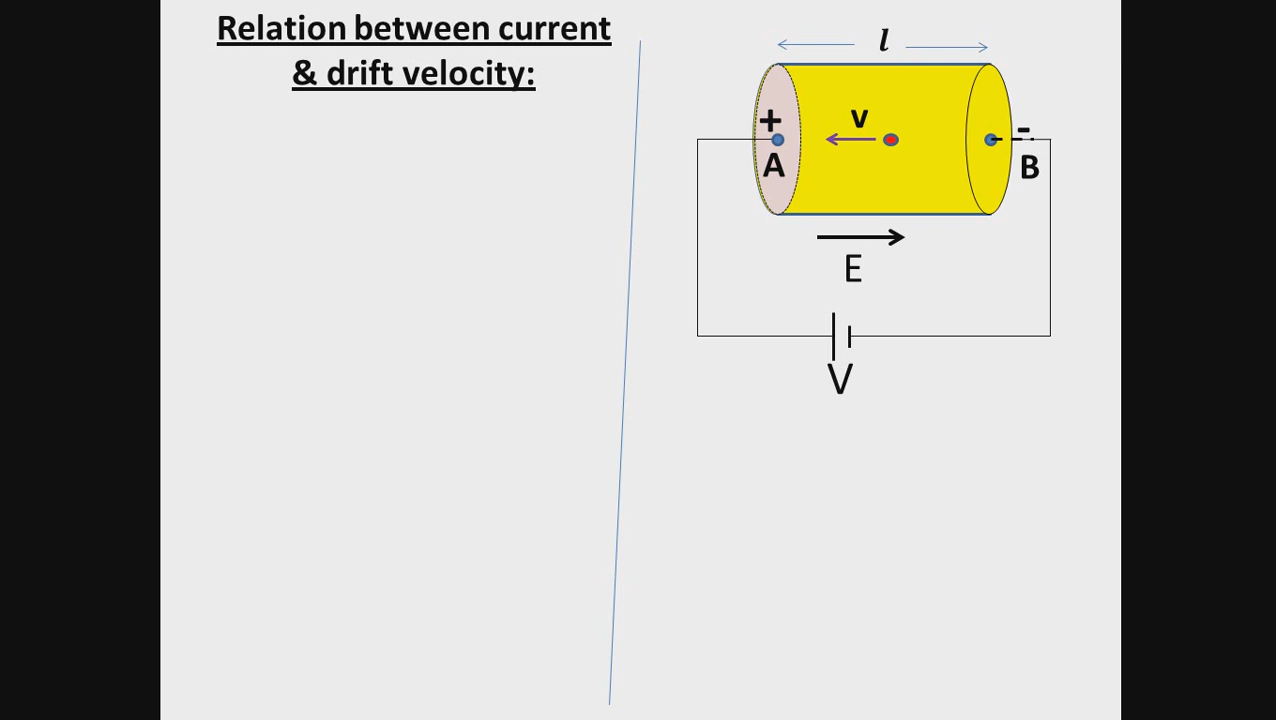 Relation between current
& drift velocity:
l
+
v
-
A
B
E
V